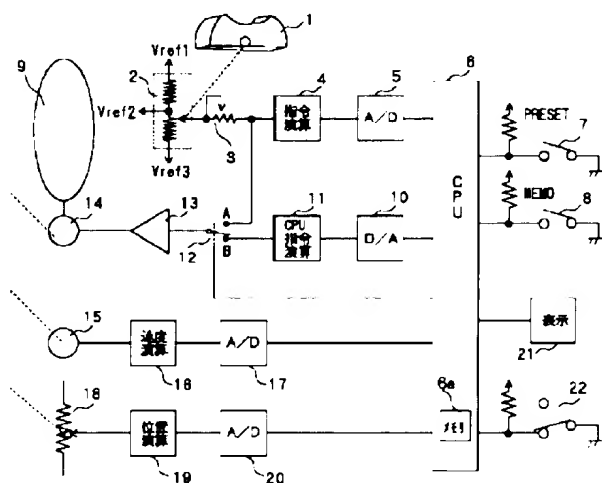 1
Vref1
9
2
4
5
6
Vref2
V
指令
演算
A/D
PRESET
7
3
Vref3
C
P
U
14
13
A
11
10
MEMO
8
CPU
指令
演算
D/A
12
B
15
速度
演算
A/D
表示
21
16
17
18
6a
22
位置
演算
A/D
メモリ
19
20